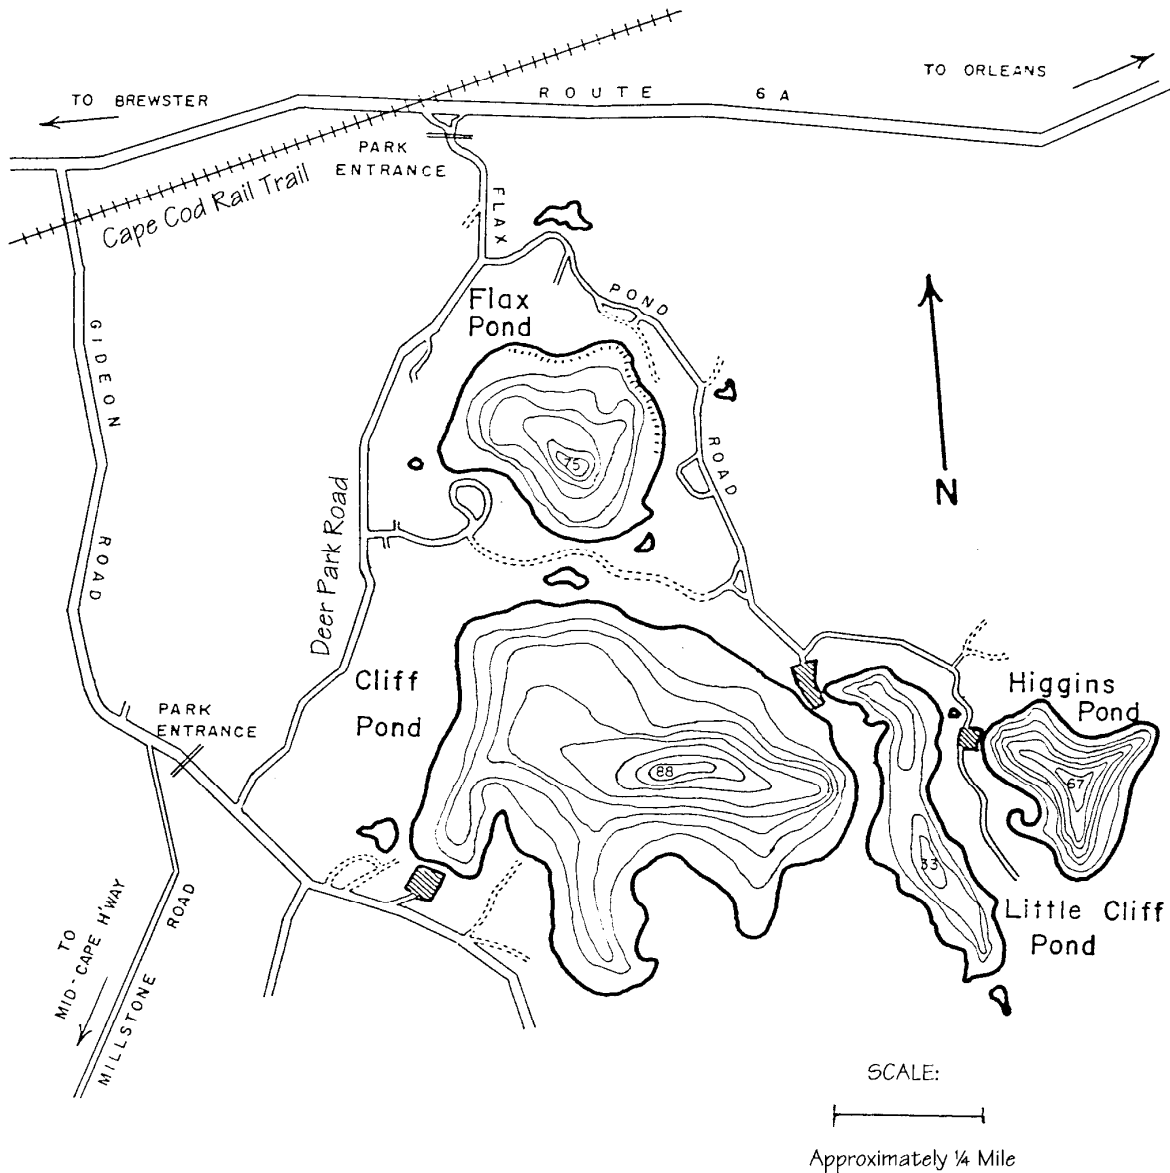 TO ORLEANS
TO BREWSTER
ROUTE 6A
PARK
ENTRANCE
Cape Cod Rail Trail
FLAX
POND
ROAD
Flax
Pond
GIDEON
ROAD
75
N
Deer Park Road
Cliff
Pond
Higgins
Pond
PARK
ENTRANCE
88
67
33
Little Cliff
Pond
TO
MID-CAPE H'WAY
MILLSTONE
ROAD
SCALE:
Approximately ¼ Mile